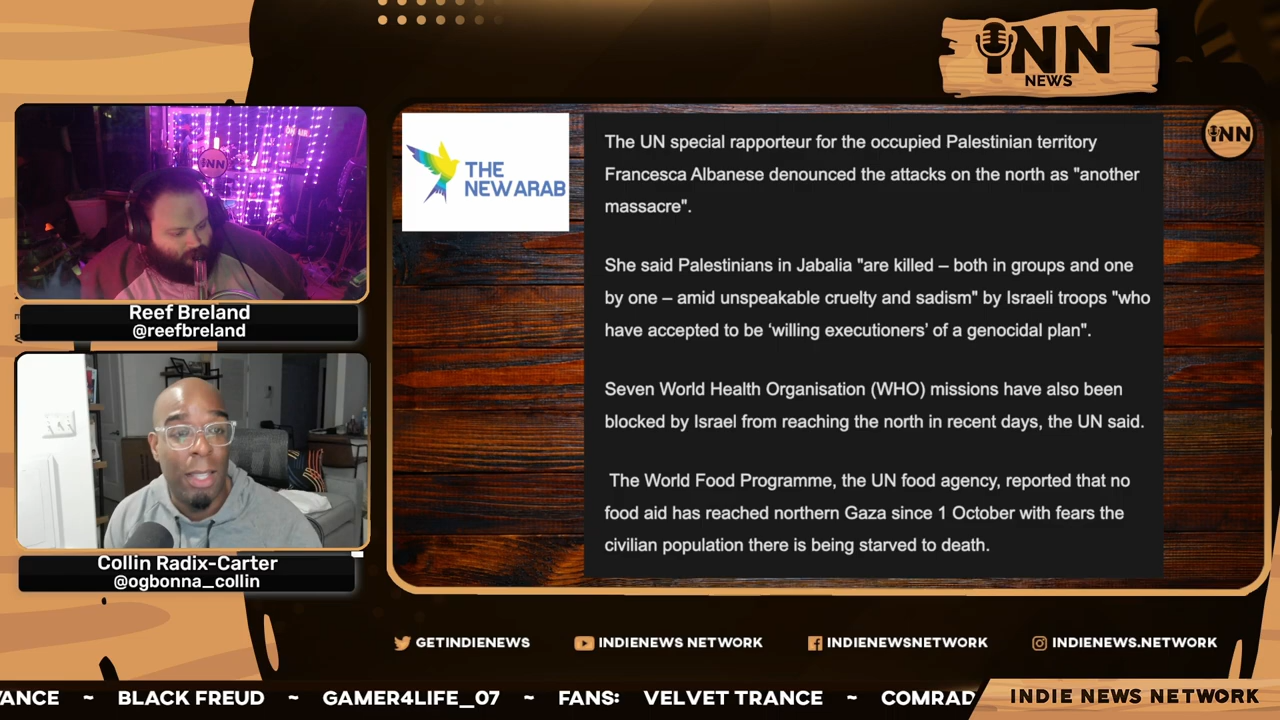 iNN
NEWS
iNN
iNN
THE
NEWARAB
The UN special rapporteur for the occupied Palestinian territory
Francesca Albanese denounced the attacks on the north as "another
massacre".
She said Palestinians in Jabalia "are killed – both in groups and one
by one – amid unspeakable cruelty and sadism" by Israeli troops "who
have accepted to be ‘willing executioners’ of a genocidal plan".
Seven World Health Organisation (WHO) missions have also been
blocked by Israel from reaching the north in recent days, the UN said.
The World Food Programme, the UN food agency, reported that no
food aid has reached northern Gaza since 1 October with fears the
civilian population there is being starved to death.
Reef Breland
@reefbreland
Collin Radix-Carter
@ogbonna_collin
GETINDIENEWS INDIENEWS NETWORK INDIENEWSNETWORK INDIENEWS.NETWORK
VANCE ~ BLACK FREUD ~ GAMER4LIFE_07 ~ FANS: VELVET TRANCE ~ COMRAD
INDIE NEWS NETWORK